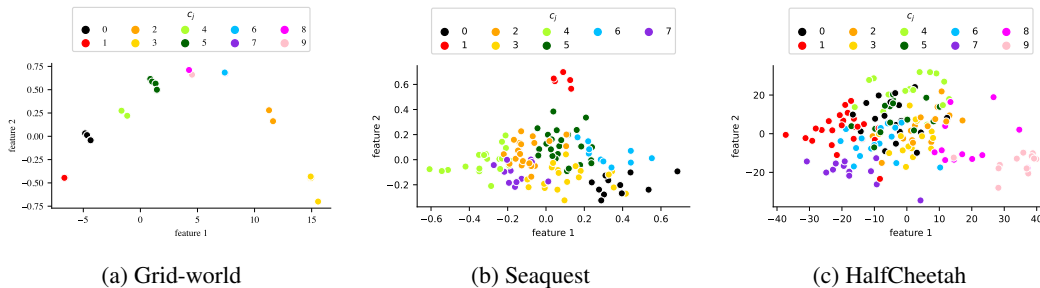 c_j
0 2 4 6 8
1 3 5 7 9
feature 2
0.75
0.50
0.25
0.00
−0.25
−0.50
−0.75
−5 0 5 10 15
feature 1
(a) Grid-world
c_j
0 2 4 6 7
1 3 5
feature 2
0.6
0.4
0.2
0.0
−0.2
−0.6 −0.4 −0.2 0.0 0.2 0.4 0.6
feature 1
(b) Seaquest
c_j
0 2 4 6 8
1 3 5 7 9
feature 2
20
0
−20
−40 −30 −20 −10 0 10 20 30 40
feature 1
(c) HalfCheetah